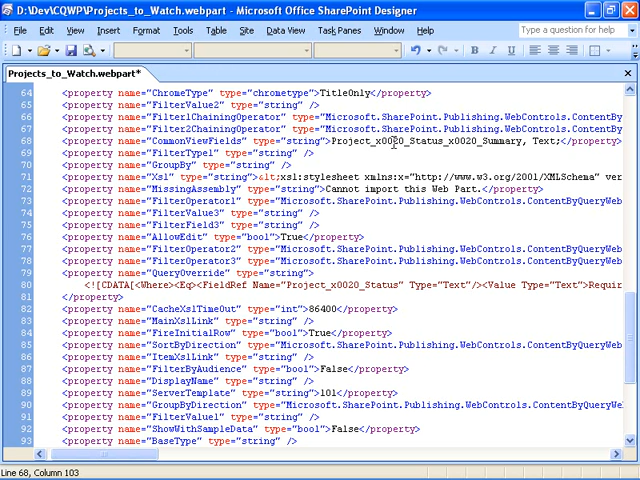 D:\Dev\CQWP\Projects_to_Watch.webpart - Microsoft Office SharePoint Designer
File Edit View Insert Format Tools Table Site Data View Task Panes Window Help Type a question for help
Projects_to_Watch.webpart*
64 <property name="ChromeType" type="chrometype">TitleOnly</property>
65 <property name="FilterValue2" type="string" />
66 <property name="Filter1ChainingOperator" type="Microsoft.SharePoint.Publishing.WebControls.ContentBy
67 <property name="Filter2ChainingOperator" type="Microsoft.SharePoint.Publishing.WebControls.ContentBy
68 <property name="CommonViewFields" type="string">Project_x0020_Status_x0020_Summary, Text;</property>
69 <property name="FilterType1" type="string" />
70 <property name="GroupBy" type="string" />
71 <property name="Xsl" type="string">&lt;xsl:stylesheet xmlns:x="http://www.w3.org/2001/XMLSchema" ver
72 <property name="MissingAssembly" type="string">Cannot import this Web Part.</property>
73 <property name="FilterOperator1" type="Microsoft.SharePoint.Publishing.WebControls.ContentByQueryWeb
74 <property name="FilterValue3" type="string" />
75 <property name="FilterField3" type="string" />
76 <property name="AllowEdit" type="bool">True</property>
77 <property name="FilterOperator2" type="Microsoft.SharePoint.Publishing.WebControls.ContentByQueryWeb
78 <property name="FilterOperator3" type="Microsoft.SharePoint.Publishing.WebControls.ContentByQueryWeb
79 <property name="QueryOverride" type="string">
80 <![CDATA[<Where><Eq><FieldRef Name="Project_x0020_Status" Type="Text"/><Value Type="Text">Requir
81 </property>
82 <property name="CacheXslTimeOut" type="int">86400</property>
83 <property name="MainXslLink" type="string" />
84 <property name="FireInitialRow" type="bool">True</property>
85 <property name="SortByDirection" type="Microsoft.SharePoint.Publishing.WebControls.ContentByQueryWeb
86 <property name="ItemXslLink" type="string" />
87 <property name="FilterByAudience" type="bool">False</property>
88 <property name="DisplayName" type="string" />
89 <property name="ServerTemplate" type="string">101</property>
90 <property name="GroupByDirection" type="Microsoft.SharePoint.Publishing.WebControls.ContentByQueryWe
91 <property name="FilterValue1" type="string" />
92 <property name="ShowWithSampleData" type="bool">False</property>
93 <property name="BaseType" type="string" />
Line 68, Column 103